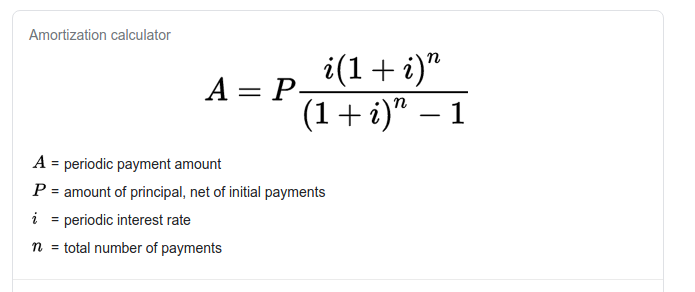 Amortization calculator
A = P i(1 + i)^n / (1 + i)^n − 1
A = periodic payment amount
P = amount of principal, net of initial payments
i = periodic interest rate
n = total number of payments